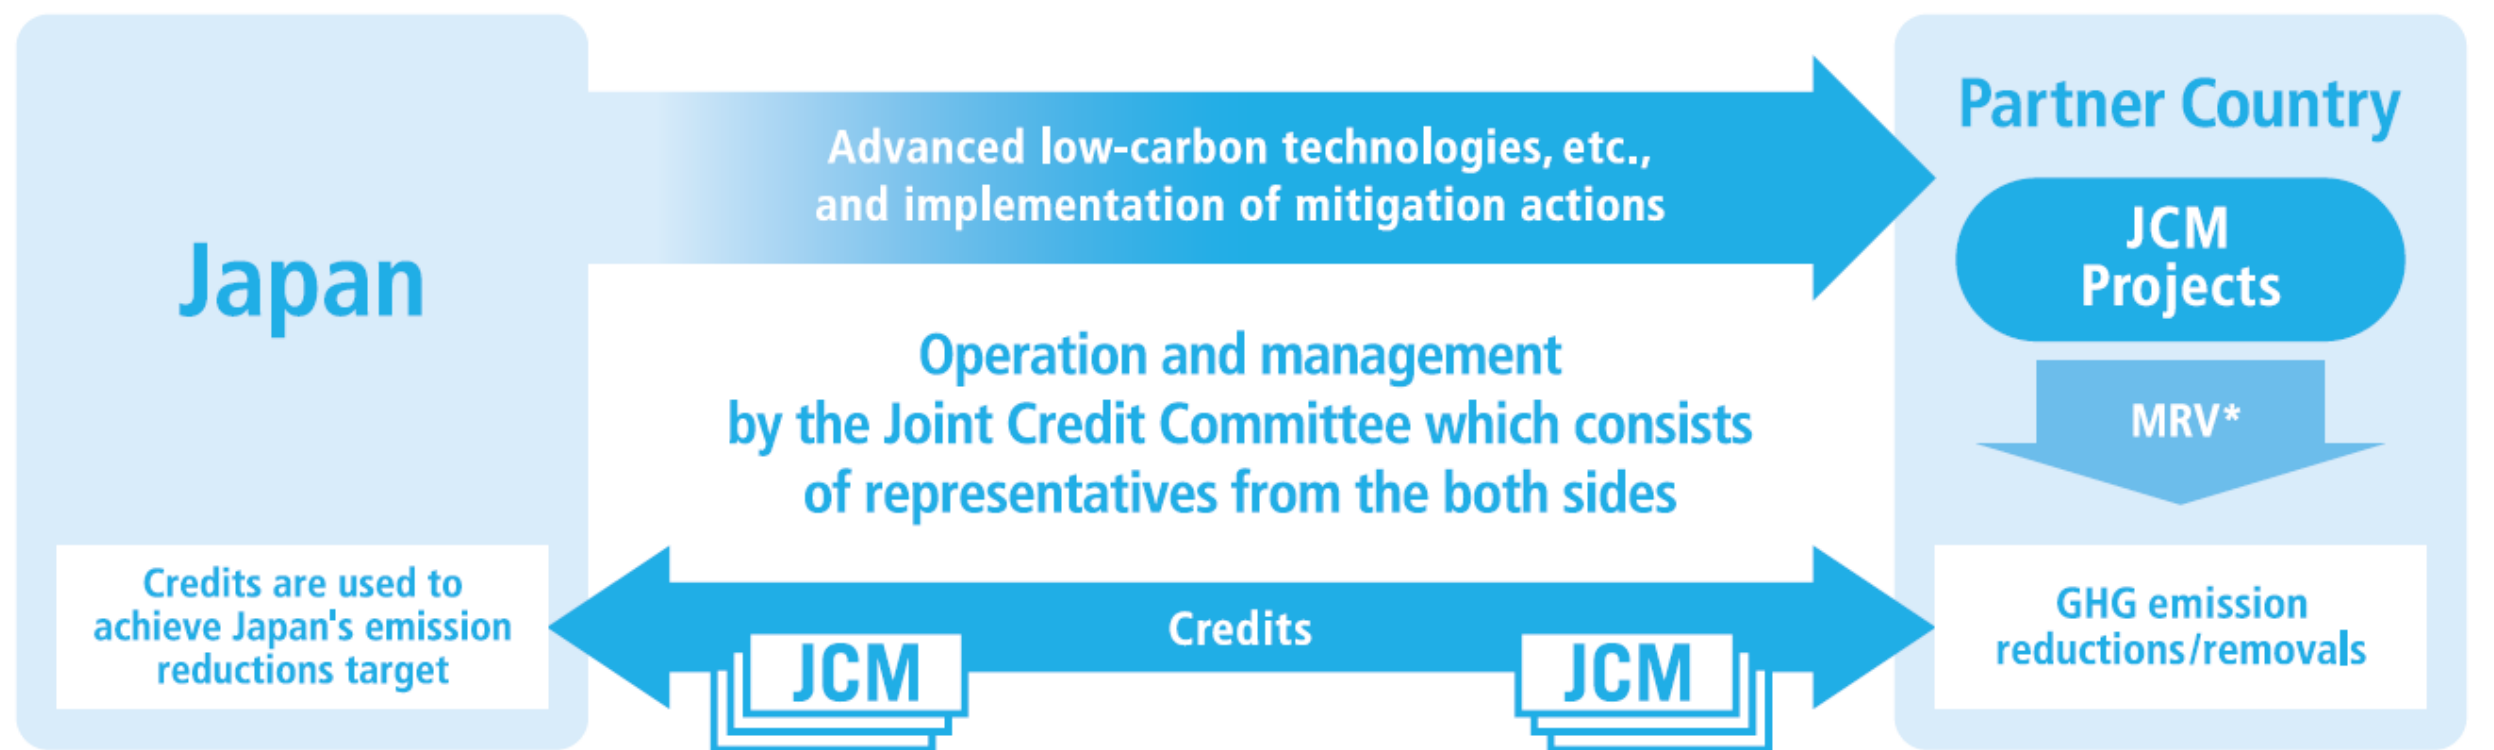 Japan
Credits are used to
achieve Japan's emission
reductions target
Advanced low-carbon technologies, etc.,
and implementation of mitigation actions
Operation and management
by the Joint Credit Committee which consists
of representatives from the both sides
Credits
JCM
JCM
Partner Country
JCM
Projects
MRV*
GHG emission
reductions/removals